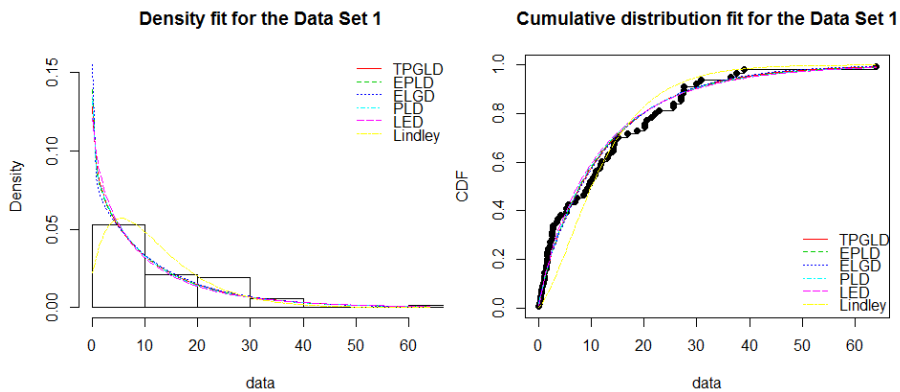 Density fit for the Data Set 1
Density
0.15
0.10
0.05
0.00
TPGLD
EPLD
ELGD
PLD
LED
Lindley
0 10 20 30 40 50 60
data
Cumulative distribution fit for the Data Set 1
CDF
1.0
0.8
0.6
0.4
0.2
0.0
TPGLD
EPLD
ELGD
PLD
LED
Lindley
0 10 20 30 40 50 60
data